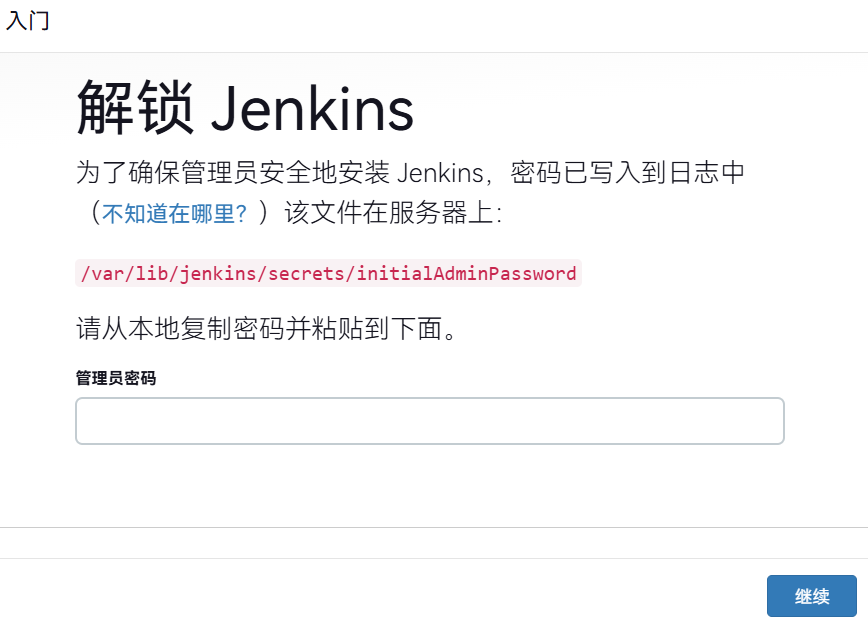 入门
解锁 Jenkins
为了确保管理员安全地安装 Jenkins，密码已写入到日志中
（不知道在哪里？）该文件在服务器上：
/var/lib/jenkins/secrets/initialAdminPassword
请从本地复制密码并粘贴到下面。
管理员密码
继续